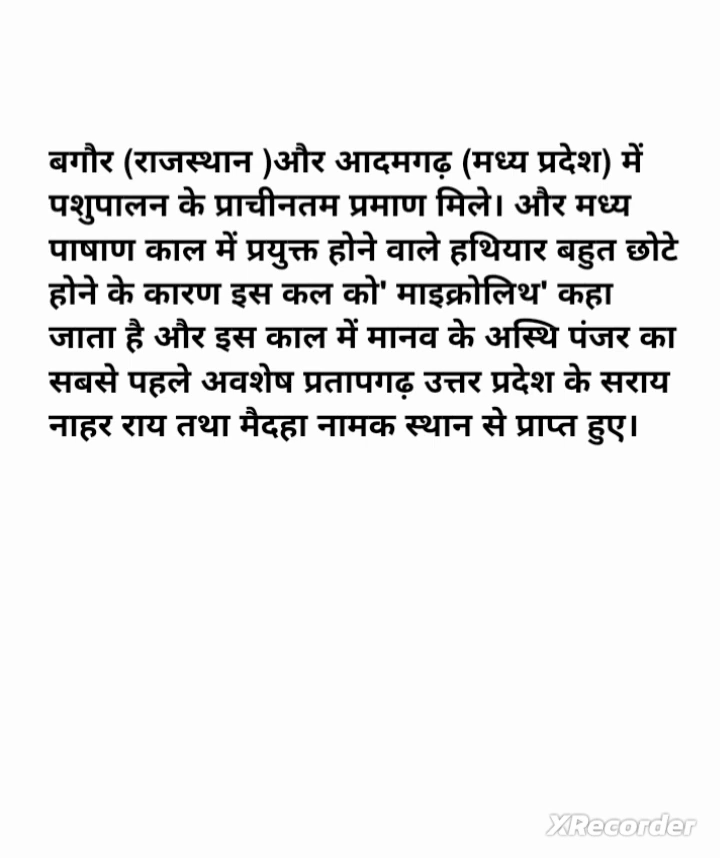 बगौर (राजस्थान )और आदमगढ़ (मध्य प्रदेश) में
पशुपालन के प्राचीनतम प्रमाण मिले। और मध्य
पाषाण काल में प्रयुक्त होने वाले हथियार बहुत छोटे
होने के कारण इस कल को' माइक्रोलिथ' कहा
जाता है और इस काल में मानव के अस्थि पंजर का
सबसे पहले अवशेष प्रतापगढ़ उत्तर प्रदेश के सराय
नाहर राय तथा मैदहा नामक स्थान से प्राप्त हुए।
XRecorder